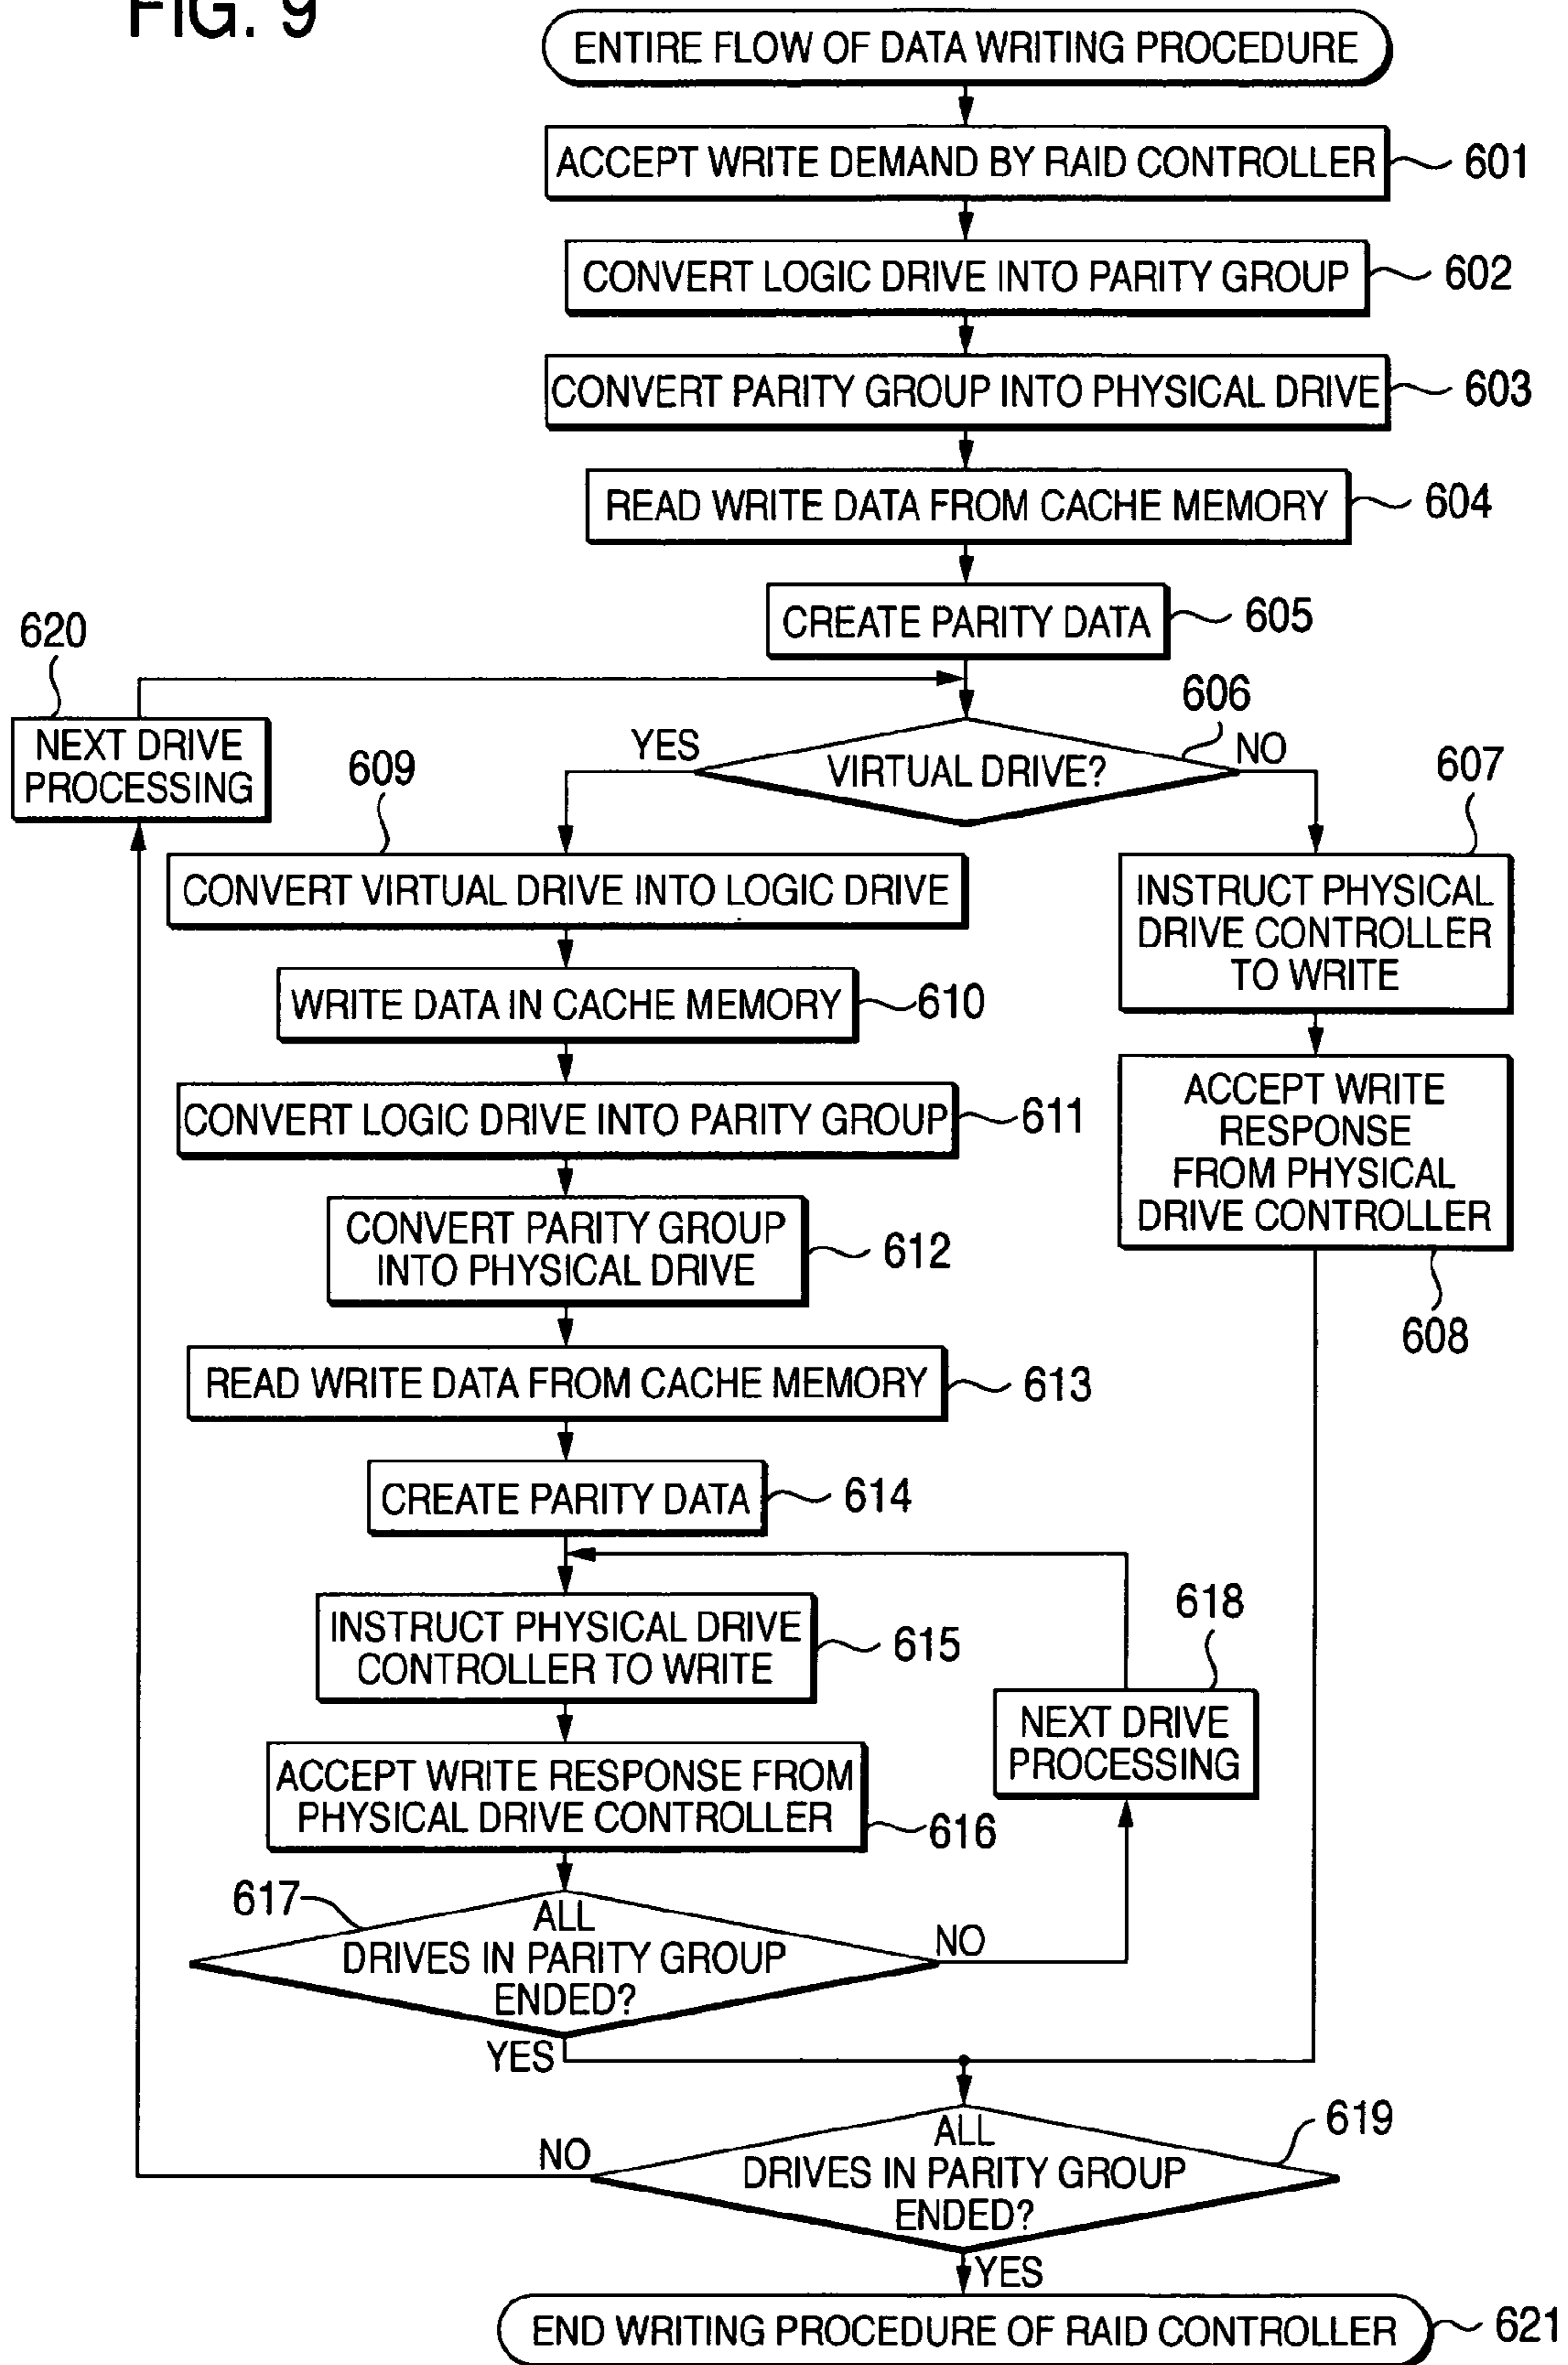 FIG. 9
ENTIRE FLOW OF DATA WRITING PROCEDURE
ACCEPT WRITE DEMAND BY RAID CONTROLLER
601
CONVERT LOGIC DRIVE INTO PARITY GROUP
602
CONVERT PARITY GROUP INTO PHYSICAL DRIVE
603
READ WRITE DATA FROM CACHE MEMORY
604
CREATE PARITY DATA
605
620
NEXT DRIVE
PROCESSING
606
VIRTUAL DRIVE?
YES
NO
609
CONVERT VIRTUAL DRIVE INTO LOGIC DRIVE
607
INSTRUCT PHYSICAL
DRIVE CONTROLLER
TO WRITE
WRITE DATA IN CACHE MEMORY
610
ACCEPT WRITE
RESPONSE
FROM PHYSICAL
DRIVE CONTROLLER
608
CONVERT LOGIC DRIVE INTO PARITY GROUP
611
CONVERT PARITY GROUP
INTO PHYSICAL DRIVE
612
READ WRITE DATA FROM CACHE MEMORY
613
CREATE PARITY DATA
614
INSTRUCT PHYSICAL DRIVE
CONTROLLER TO WRITE
615
618
NEXT DRIVE
PROCESSING
ACCEPT WRITE RESPONSE FROM
PHYSICAL DRIVE CONTROLLER
616
617
ALL
DRIVES IN PARITY GROUP
ENDED?
NO
YES
619
ALL
DRIVES IN PARITY GROUP
ENDED?
NO
YES
END WRITING PROCEDURE OF RAID CONTROLLER
621